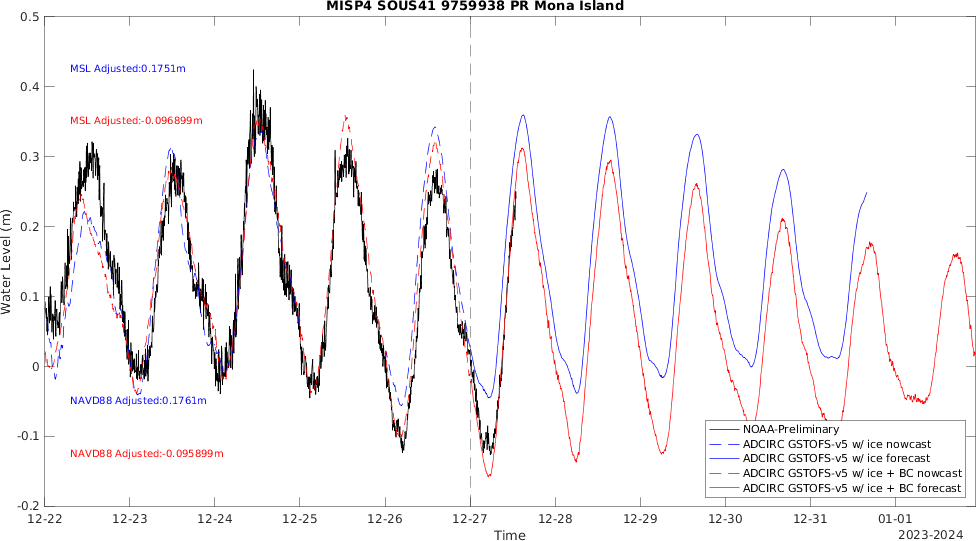 MISP4 SOUS41 9759938 PR Mona Island
0.5
0.4
0.3
0.2
0.1
0
-0.1
-0.2
Water Level (m)
MSL Adjusted:0.1751m
MSL Adjusted:-0.096899m
NAVD88 Adjusted:0.1761m
NAVD88 Adjusted:-0.095899m
NOAA-Preliminary
ADCIRC GSTOFS-v5 w/ ice nowcast
ADCIRC GSTOFS-v5 w/ ice forecast
ADCIRC GSTOFS-v5 w/ ice + BC nowcast
ADCIRC GSTOFS-v5 w/ ice + BC forecast
12-22 12-23 12-24 12-25 12-26 12-27 12-28 12-29 12-30 12-31 01-01
Time
2023-2024